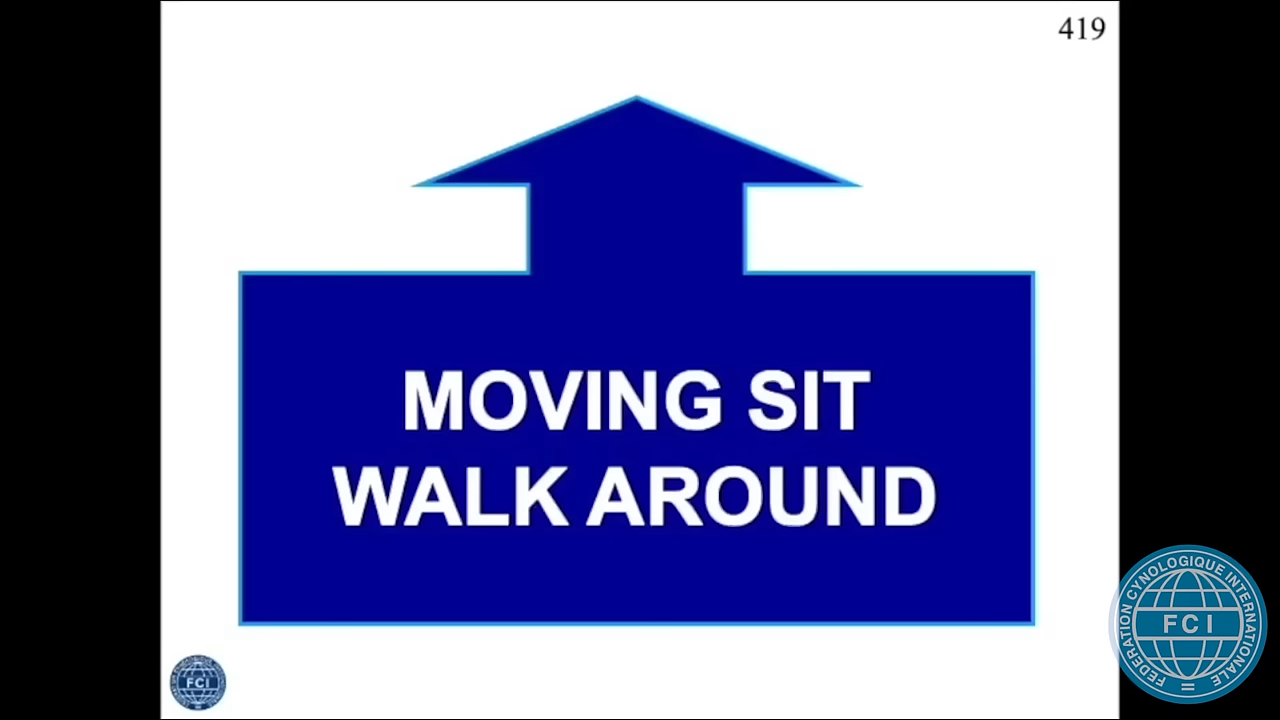 419
MOVING SIT
WALK AROUND
FCI
FEDERATION CYNOLOGIQUE INTERNATIONALE
FCI